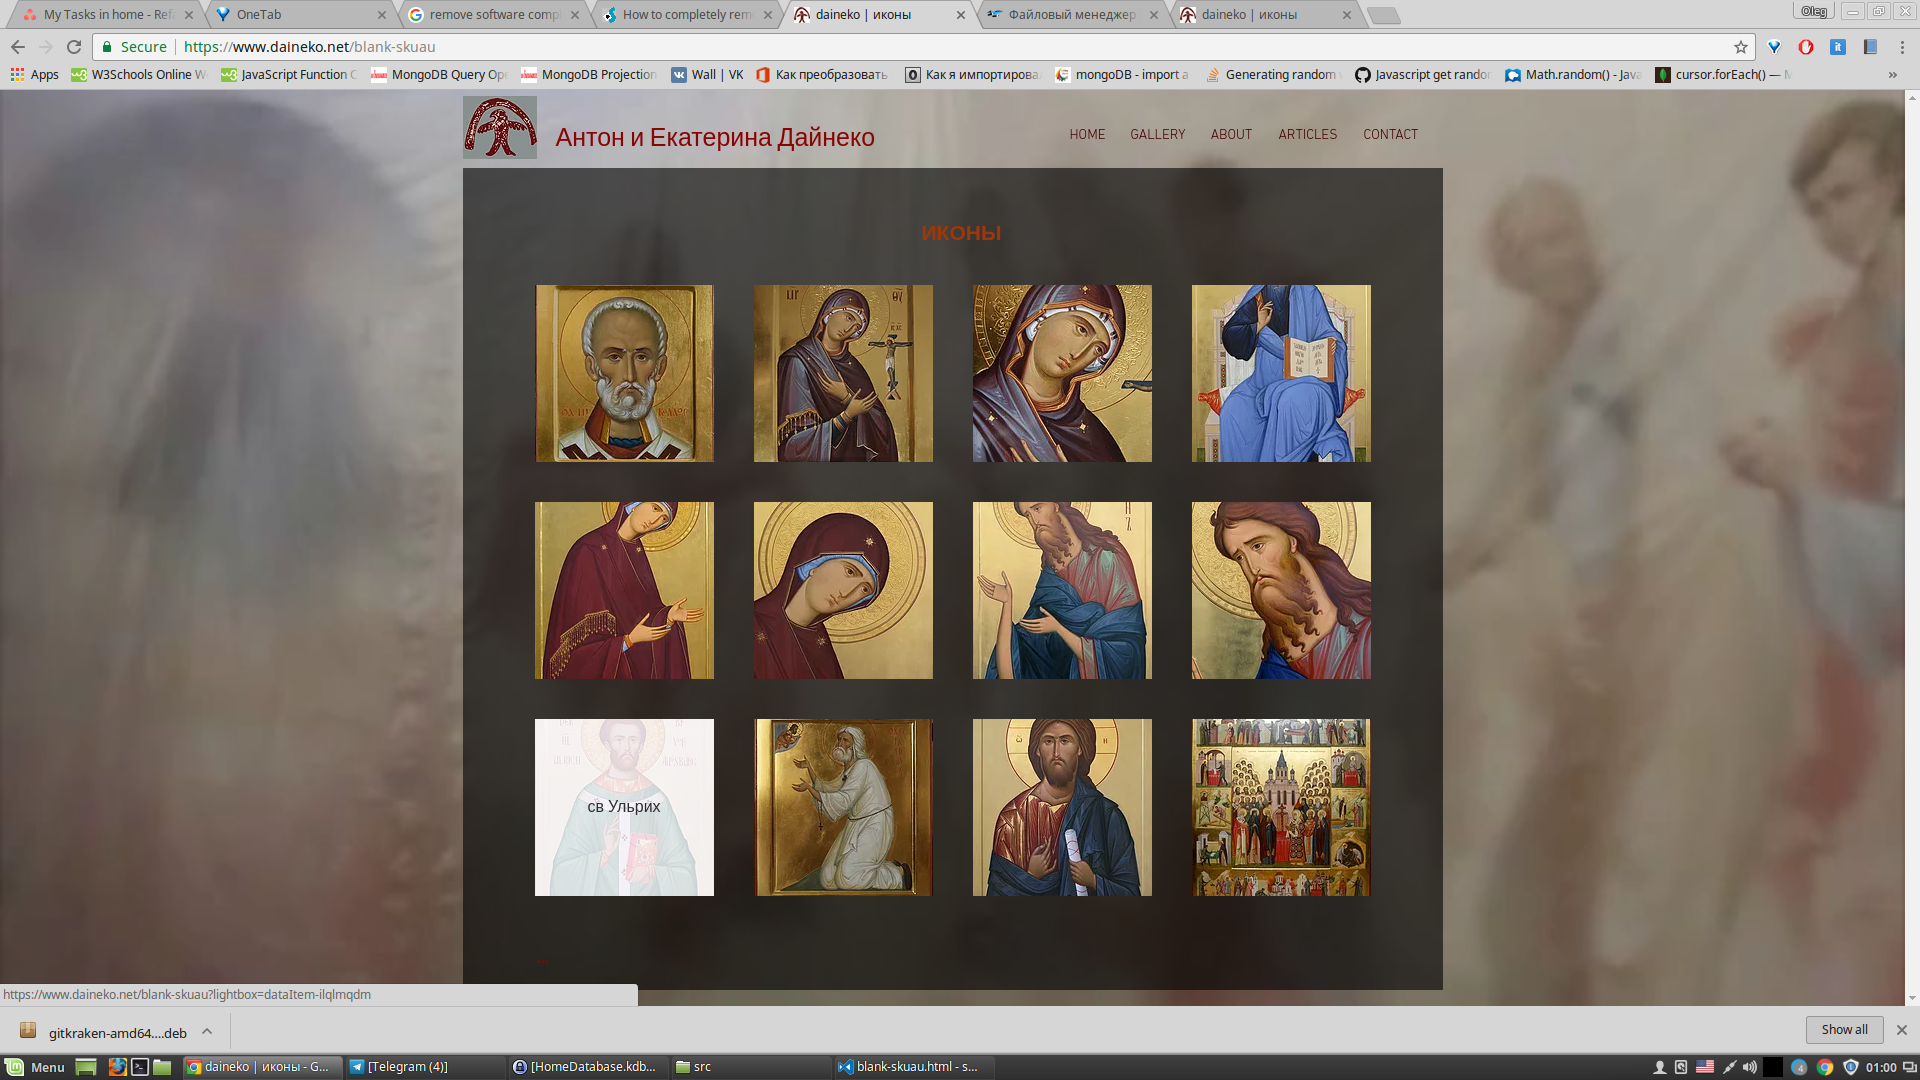 My Tasks in home - Ref
OneTab
remove software compl
How to completely rem
daineko | иконы
Файловый менеджер
daineko | иконы
Oleg
Secure
https://www.daineko.net/blank-skuau
Apps
W3Schools Online W
JavaScript Function C
MongoDB Query Ope
MongoDB Projection
Wall | VK
Как преобразовать
Как я импортирова
mongoDB - import a
Generating random
Javascript get rando
Math.random() - Java
cursor.forEach() —
Антон и Екатерина Дайнеко
HOME
GALLERY
ABOUT
ARTICLES
CONTACT
ИКОНЫ
св Ульрих
https://www.daineko.net/blank-skuau?lightbox=dataItem-ilqlmqdm
gitkraken-amd64....deb
Show all
Menu
daineko | иконы - G...
[Telegram (4)]
[HomeDatabase.kdb...
src
blank-skuau.html - s...
4
01:00